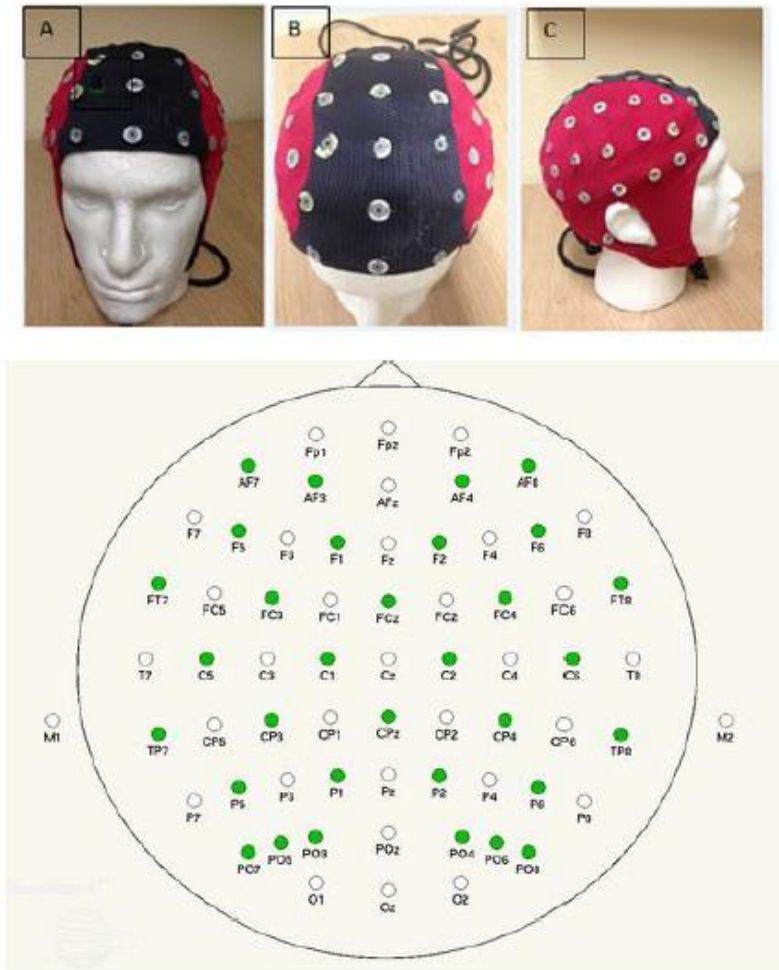 A B C
Fp1 Fpz Fp2
AF7 AF3 AFz AF4 AF8
F7 F5 F3 F1 Fz F2 F4 F6 F8
FT7 FC5 FC3 FC1 FCz FC2 FC4 FC6 FT8
T7 C5 C3 C1 Cz C2 C4 C6 T8
M1 TP7 CP5 CP3 CP1 CPz CP2 CP4 CP6 TP8 M2
P7 P5 P3 P1 Pz P2 P4 P6 P8
PO7 PO5 PO3 POz PO4 PO6 PO8
O1 Oz O2